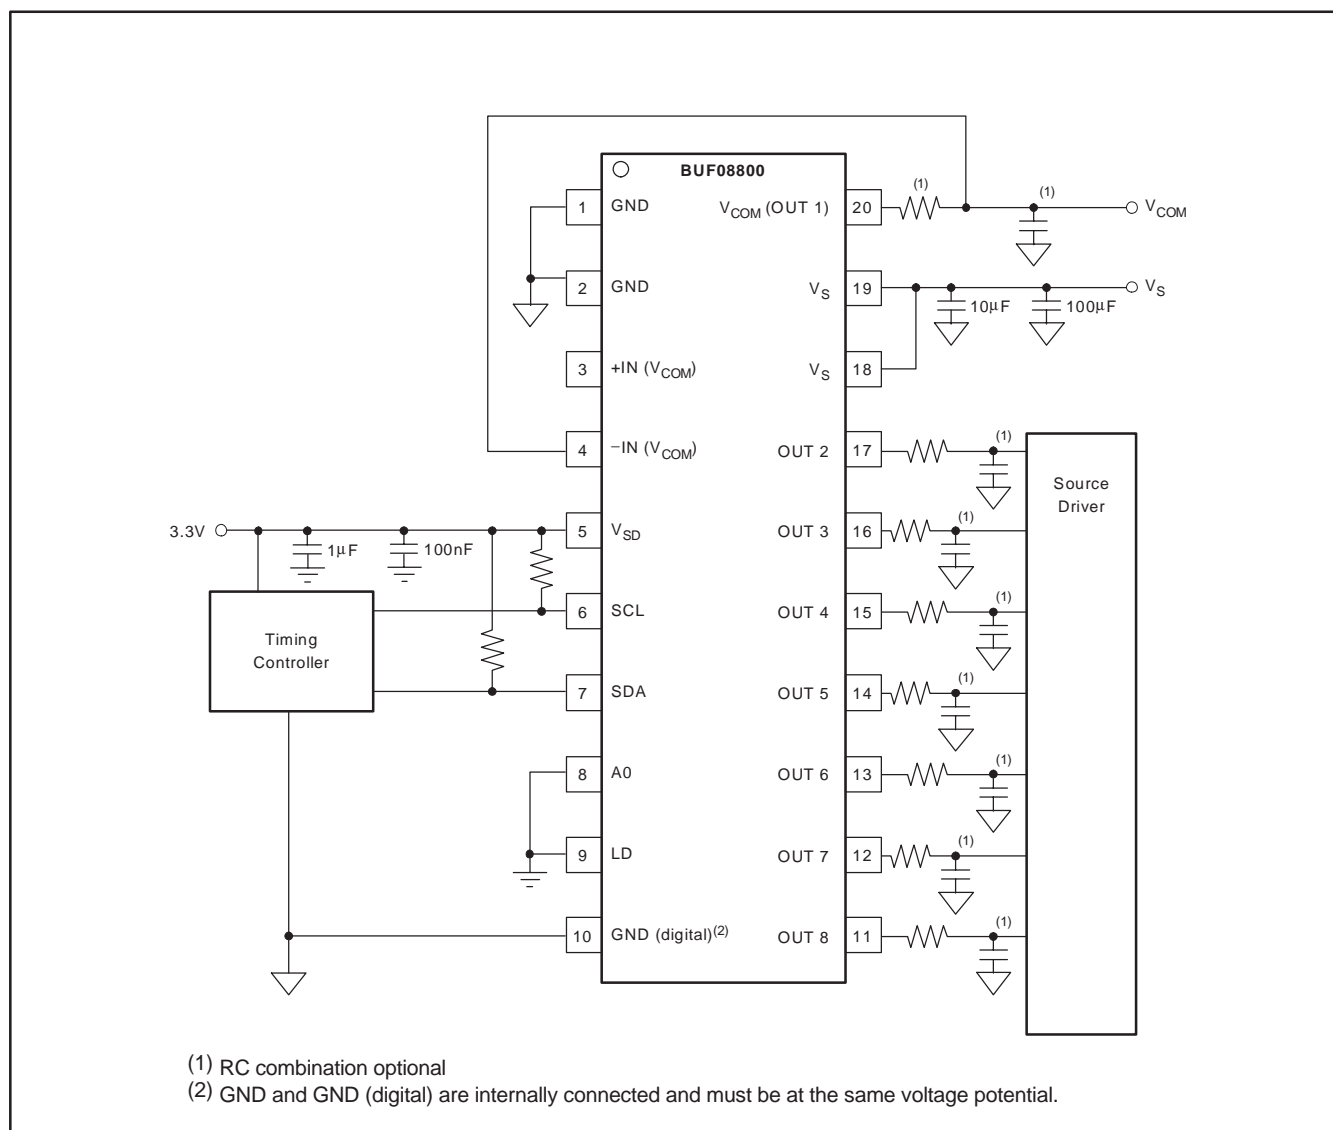 BUF08800
1 GND
V_COM (OUT 1) 20
(1)
(1)
V_COM
2 GND
V_S 19
10µF
100µF
V_S
3 +IN (V_COM)
V_S 18
4 −IN (V_COM)
OUT 2 17
(1)
Source
Driver
3.3V
1µF
100nF
5 V_SD
OUT 3 16
(1)
Timing
Controller
6 SCL
OUT 4 15
(1)
7 SDA
OUT 5 14
(1)
8 A0
OUT 6 13
(1)
9 LD
OUT 7 12
(1)
10 GND (digital)(2)
OUT 8 11
(1)
(1) RC combination optional
(2) GND and GND (digital) are internally connected and must be at the same voltage potential.